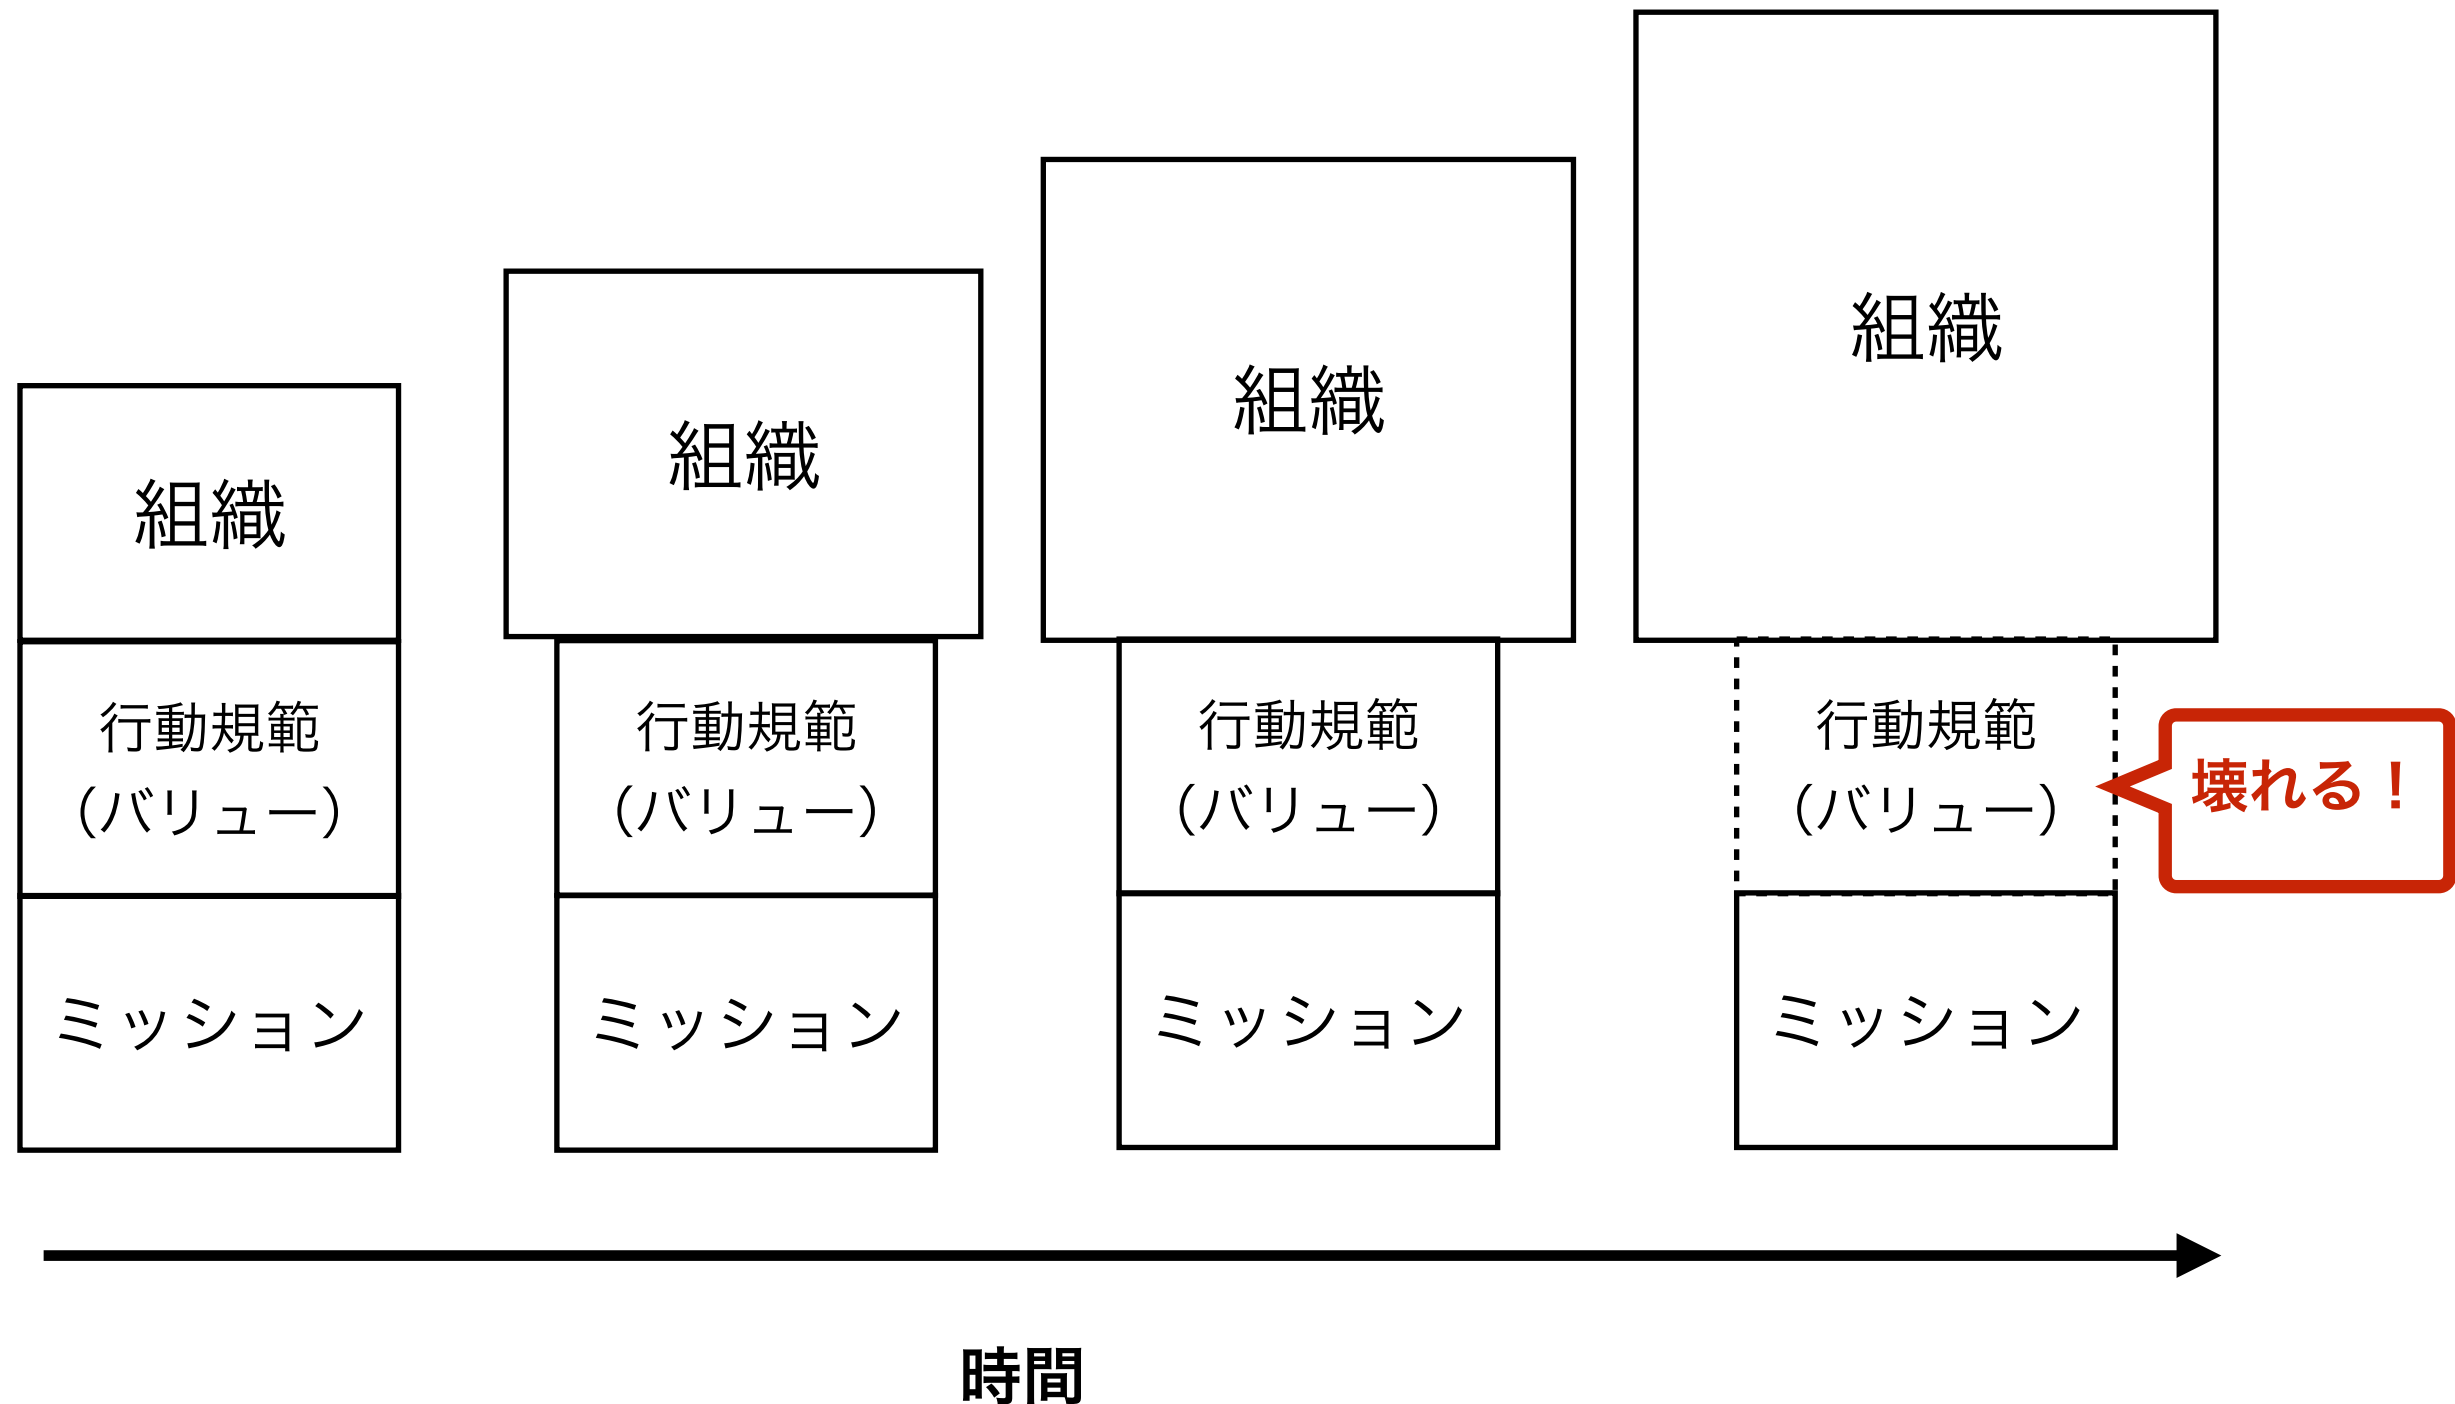 組織
行動規範
(バリュー)
ミッション
組織
行動規範
(バリュー)
ミッション
組織
行動規範
(バリュー)
ミッション
組織
行動規範
(バリュー)
ミッション
壊れる！
時間